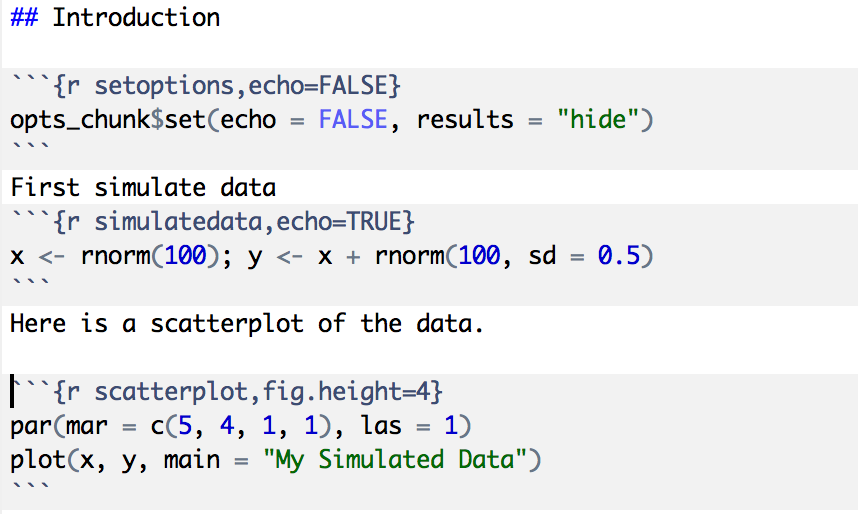 ## Introduction
```{r setoptions,echo=FALSE}
opts_chunk$set(echo = FALSE, results = "hide")
```
First simulate data
```{r simulatedata,echo=TRUE}
x <- rnorm(100); y <- x + rnorm(100, sd = 0.5)
```
Here is a scatterplot of the data.
```{r scatterplot,fig.height=4}
par(mar = c(5, 4, 1, 1), las = 1)
plot(x, y, main = "My Simulated Data")
```